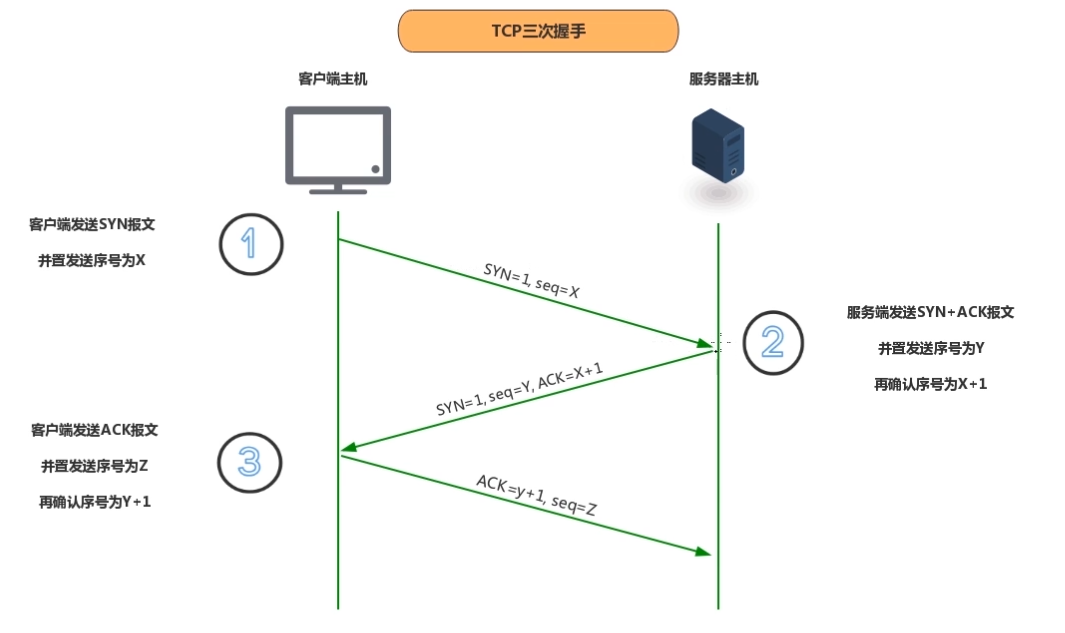 TCP三次握手
客户端主机
服务器主机
客户端发送SYN报文
并置发送序号为X
1
SYN=1, seq=X
服务端发送SYN+ACK报文
并置发送序号为Y
再确认序号为X+1
2
SYN=1, seq=Y, ACK=X+1
客户端发送ACK报文
并置发送序号为Z
再确认序号为Y+1
3
ACK=y+1, seq=Z